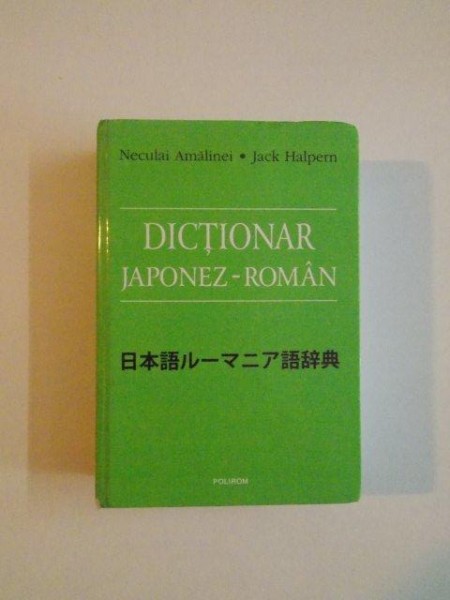 Neculai Amălinei • Jack Halpern
DICȚIONAR
JAPONEZ-ROMÂN
日本語ルーマニア語辞典
POLIROM